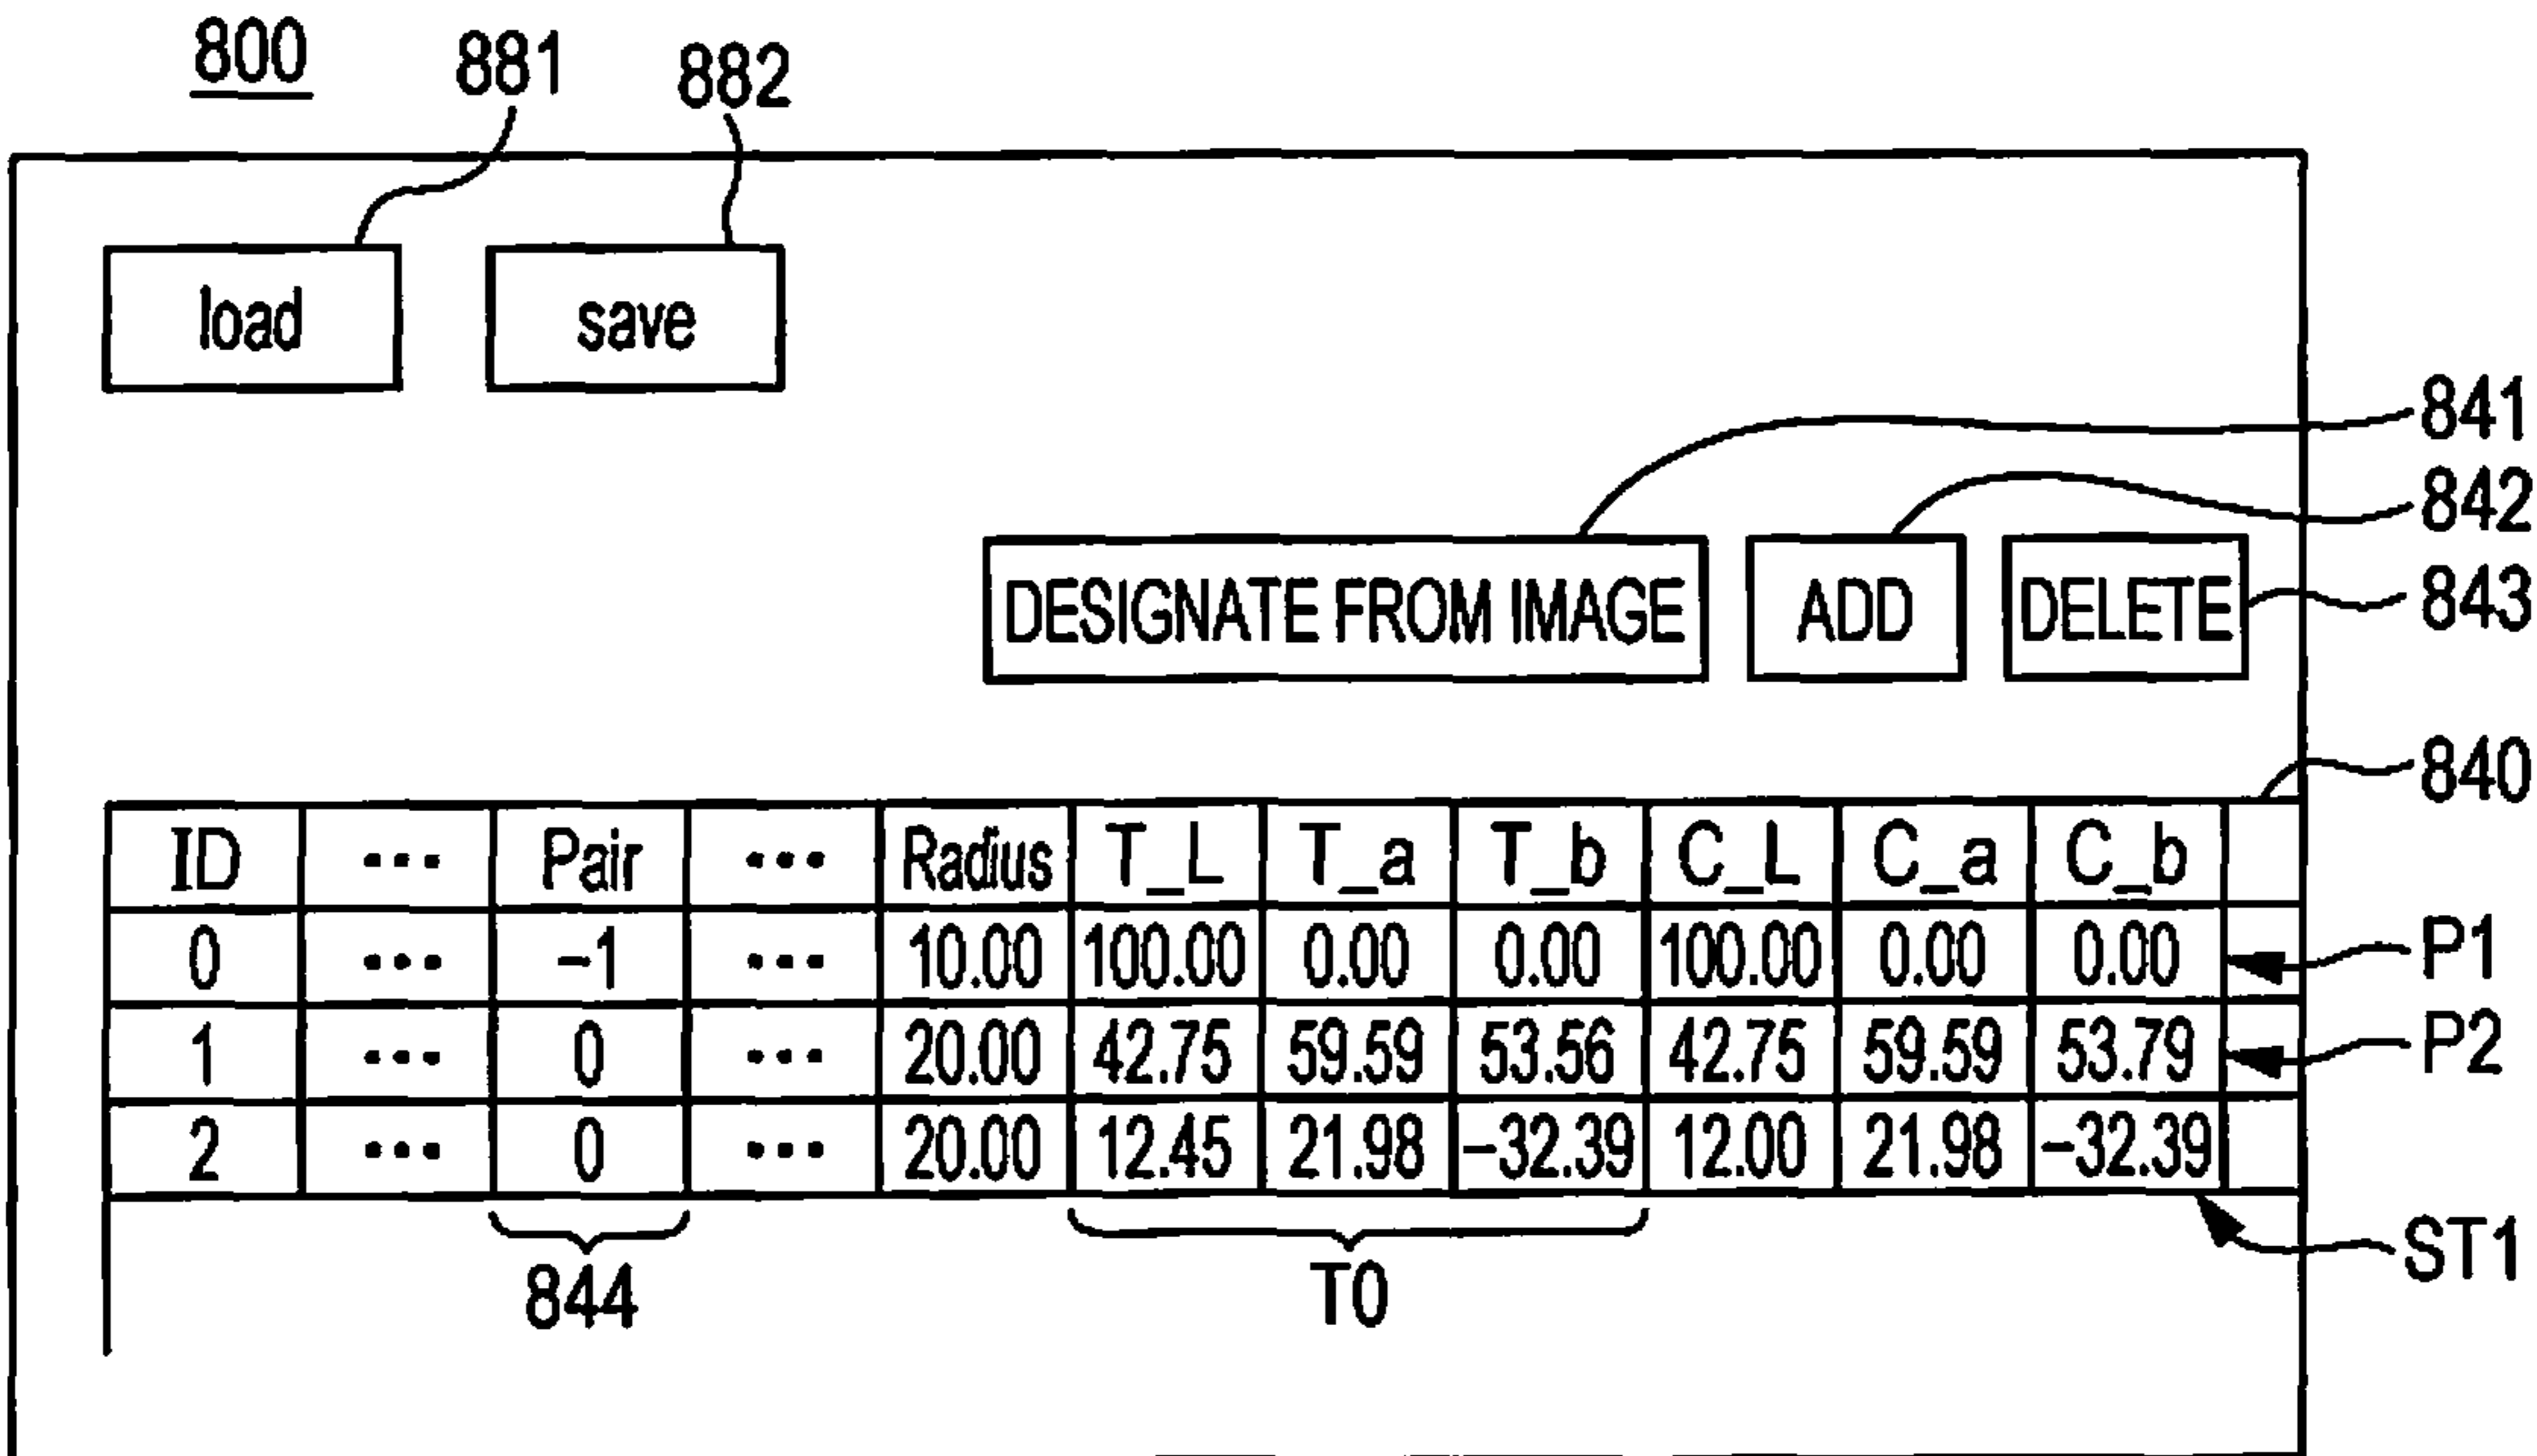 800 881 882
load save
841
842
DESIGNATE FROM IMAGE ADD DELETE 843
840
ID ... Pair ... Radius T_L T_a T_b C_L C_a C_b
0 ... −1 ... 10.00 100.00 0.00 0.00 100.00 0.00 0.00 P1
1 ... 0 ... 20.00 42.75 59.59 53.56 42.75 59.59 53.79 P2
2 ... 0 ... 20.00 12.45 21.98 −32.39 12.00 21.98 −32.39
ST1
844 T0